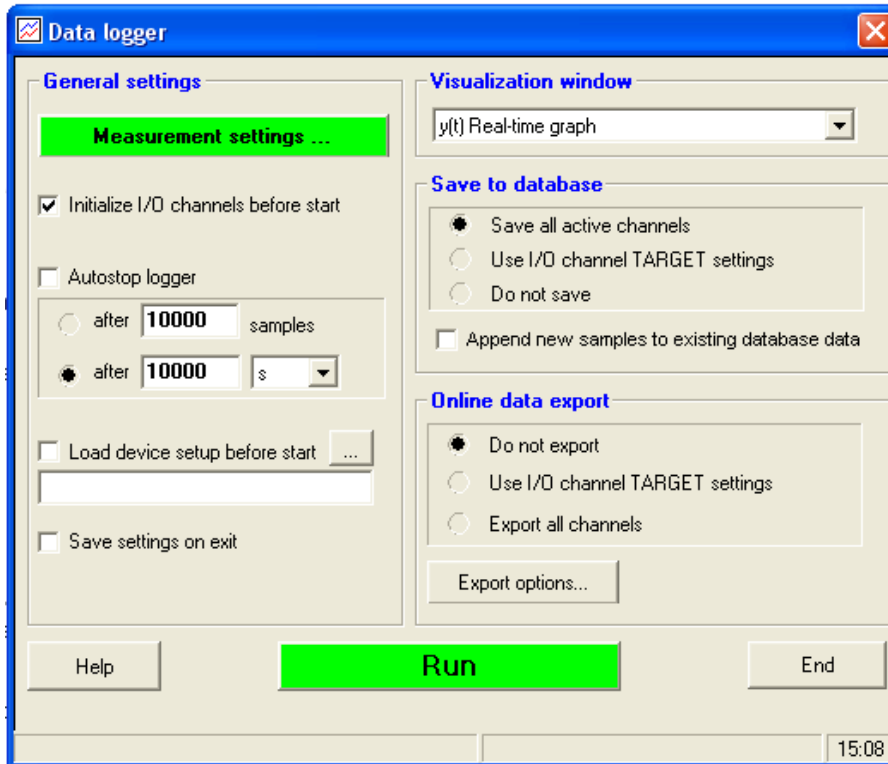 Data logger
General settings
Measurement settings ...
Initialize I/O channels before start
Autostop logger
after 10000 samples
after 10000 s
Load device setup before start ...
Save settings on exit
Visualization window
y(t) Real-time graph
Save to database
Save all active channels
Use I/O channel TARGET settings
Do not save
Append new samples to existing database data
Online data export
Do not export
Use I/O channel TARGET settings
Export all channels
Export options...
Help
Run
End
15:08